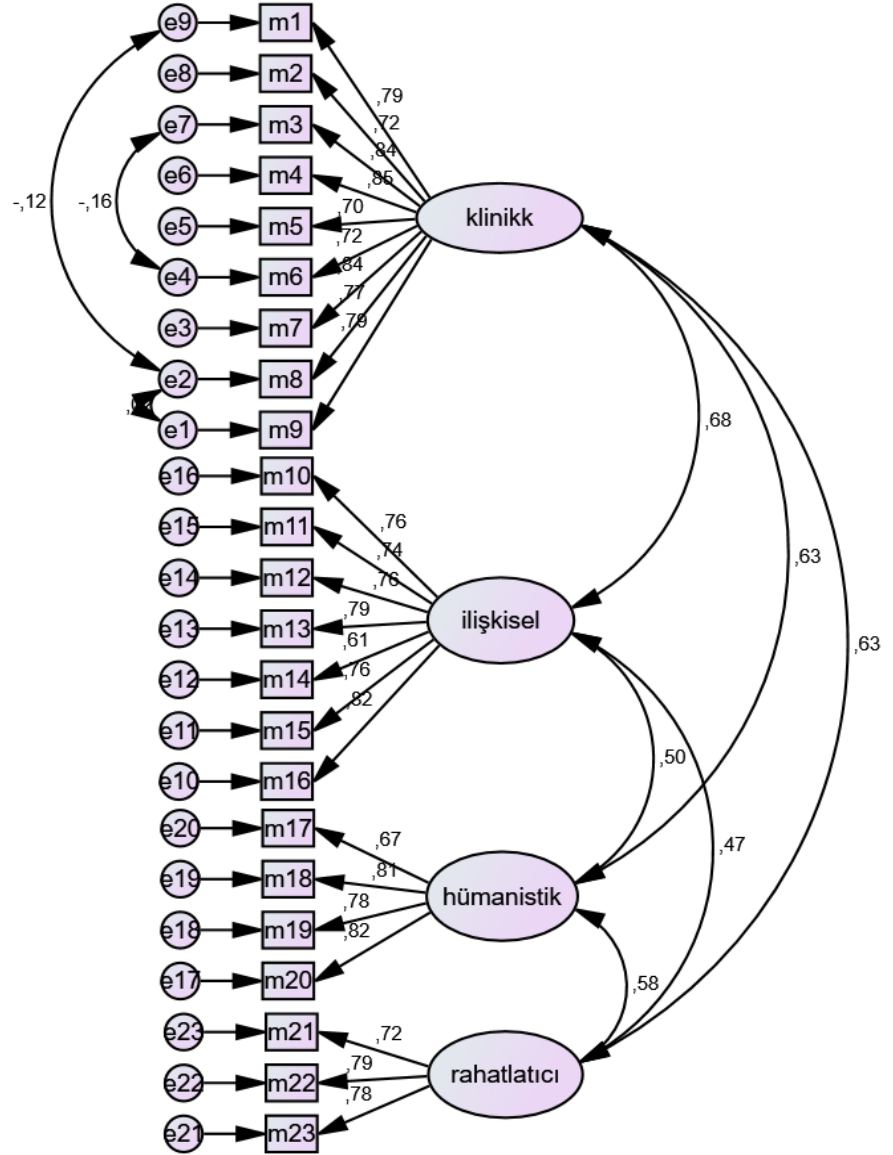 e9
m1
e8
m2
,79
e7
m3
,72
,84
e6
m4
,85
-,12
-,16
,70
klinikk
e5
m5
,72
e4
m6
,84
,77
e3
m7
,79
e2
m8
e1
m9
,68
e16
m10
,76
e15
m11
,74
,63
e14
m12
,76
,79
ilişkisel
e13
m13
,61
,63
e12
m14
,76
,82
e11
m15
,50
e10
m16
e20
m17
,67
,47
e19
m18
,81
,78
hümanistik
e18
m19
,82
e17
m20
,58
e23
m21
,72
,79
rahatlatıcı
e22
m22
,78
e21
m23